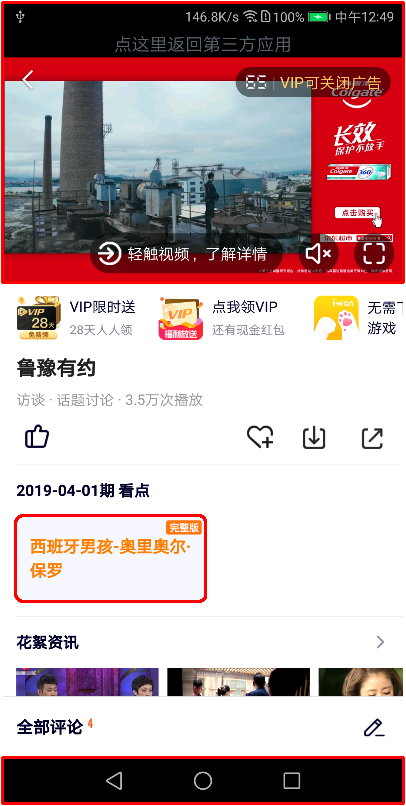 146.8K/s 100% 中午12:49
点这里返回第三方应用
55 VIP可关闭广告
Colgate
长效
保护不放手
360
点击购买
京东超市
轻触视频，了解详情
VIP 28天 免费领
VIP限时送
28天人人领
VIP 福利放送
点我领VIP
还有现金红包
iwan
无需下
游戏
鲁豫有约
访谈 · 话题讨论 · 3.5万次播放
2019-04-01期 看点
完整版
西班牙男孩-奥里奥尔·
保罗
花絮资讯
全部评论 4